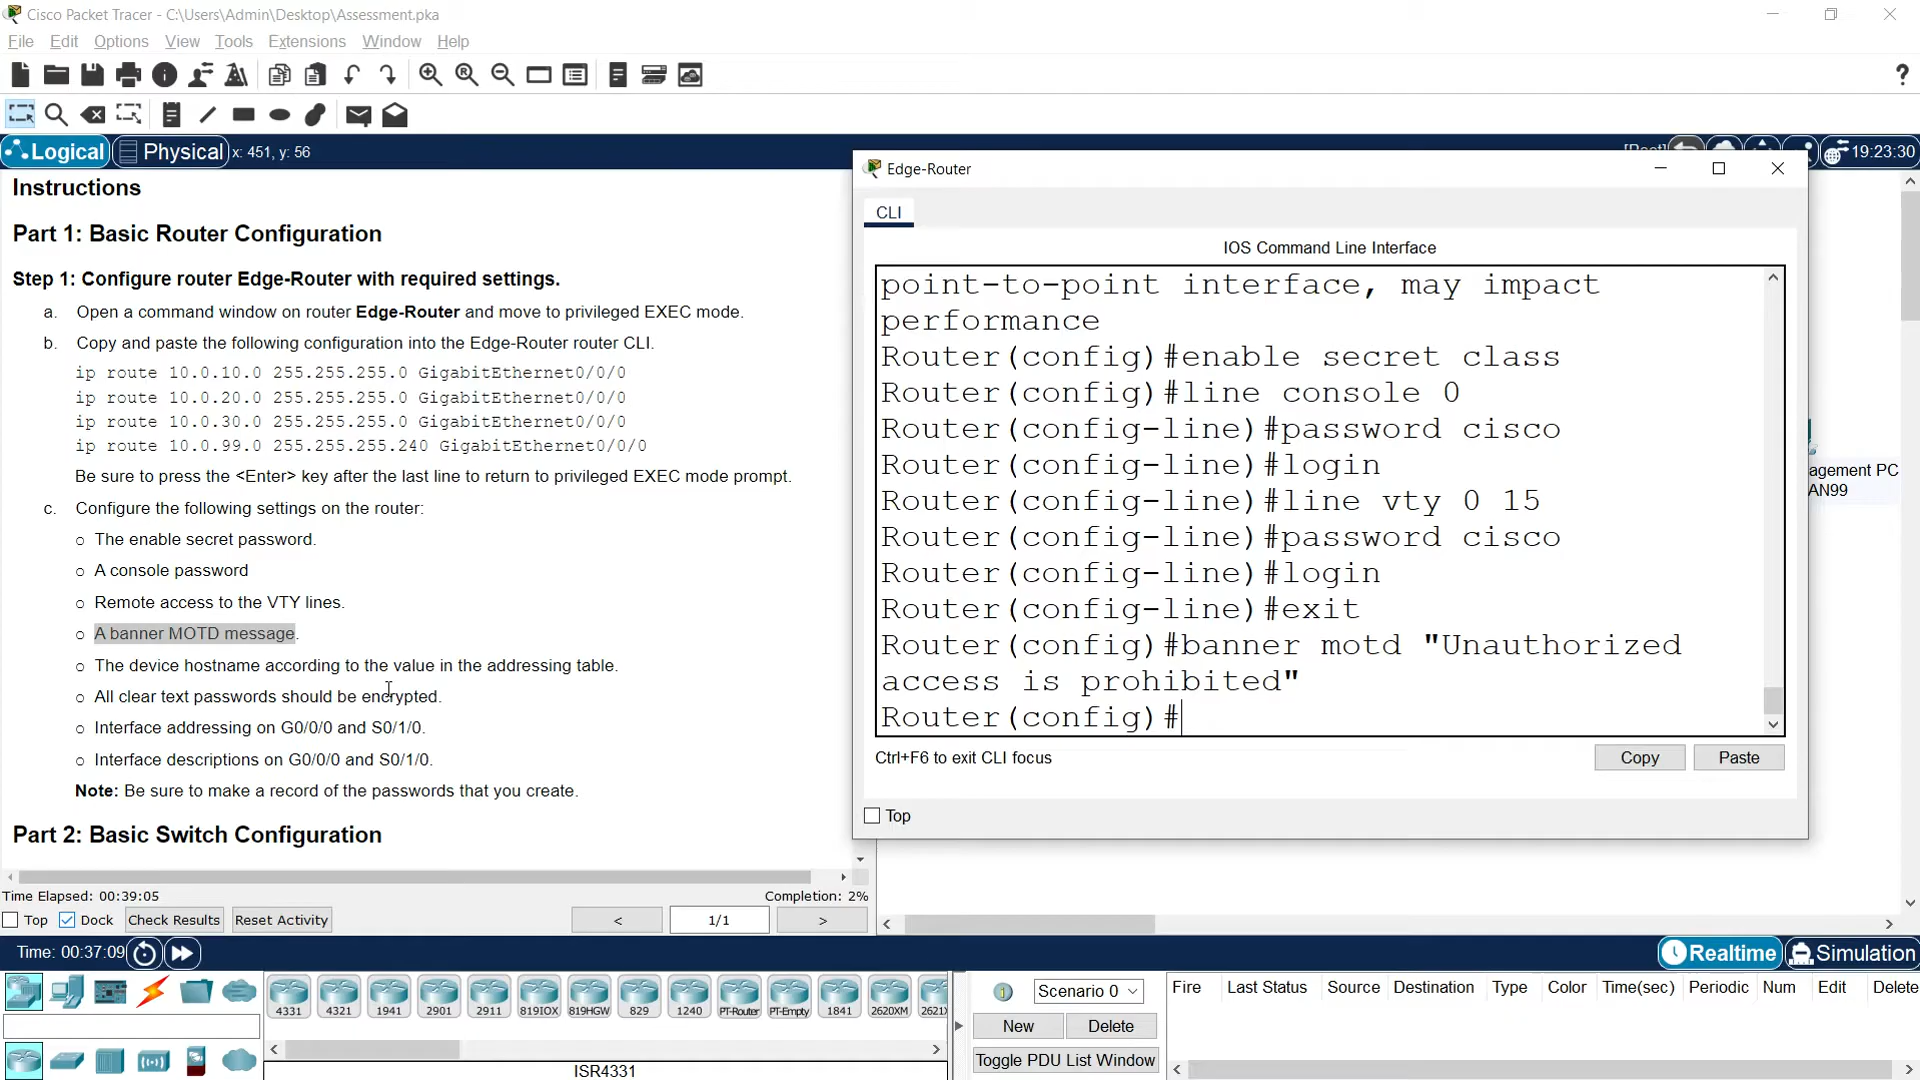 Cisco Packet Tracer - C:\Users\Admin\Desktop\Assessment.pka
File Edit Options View Tools Extensions Window Help
?
Logical Physical x: 451, y: 56
[Root] 19:23:30
Instructions
Part 1: Basic Router Configuration
Step 1: Configure router Edge-Router with required settings.
a. Open a command window on router Edge-Router and move to privileged EXEC mode.
b. Copy and paste the following configuration into the Edge-Router router CLI.
ip route 10.0.10.0 255.255.255.0 GigabitEthernet0/0/0
ip route 10.0.20.0 255.255.255.0 GigabitEthernet0/0/0
ip route 10.0.30.0 255.255.255.0 GigabitEthernet0/0/0
ip route 10.0.99.0 255.255.255.240 GigabitEthernet0/0/0
Be sure to press the <Enter> key after the last line to return to privileged EXEC mode prompt.
c. Configure the following settings on the router:
o The enable secret password.
o A console password
o Remote access to the VTY lines.
o A banner MOTD message.
o The device hostname according to the value in the addressing table.
o All clear text passwords should be encrypted.
o Interface addressing on G0/0/0 and S0/1/0.
o Interface descriptions on G0/0/0 and S0/1/0.
Note: Be sure to make a record of the passwords that you create.
Part 2: Basic Switch Configuration
Time Elapsed: 00:39:05 Completion: 2%
Top Dock Check Results Reset Activity < 1/1 >
Edge-Router
CLI
IOS Command Line Interface
point-to-point interface, may impact
performance
Router(config)#enable secret class
Router(config)#line console 0
Router(config-line)#password cisco
Router(config-line)#login
Router(config-line)#line vty 0 15
Router(config-line)#password cisco
Router(config-line)#login
Router(config-line)#exit
Router(config)#banner motd "Unauthorized
access is prohibited"
Router(config)#
Ctrl+F6 to exit CLI focus Copy Paste
Top
agement PC
AN99
Time: 00:37:09 Realtime Simulation
4331 4321 1941 2901 2911 819IOX 819HGW 829 1240 PT-Router PT-Empty 1841 2620XM 2621X
ISR4331
Scenario 0
New Delete
Toggle PDU List Window
Fire Last Status Source Destination Type Color Time(sec) Periodic Num Edit Delete